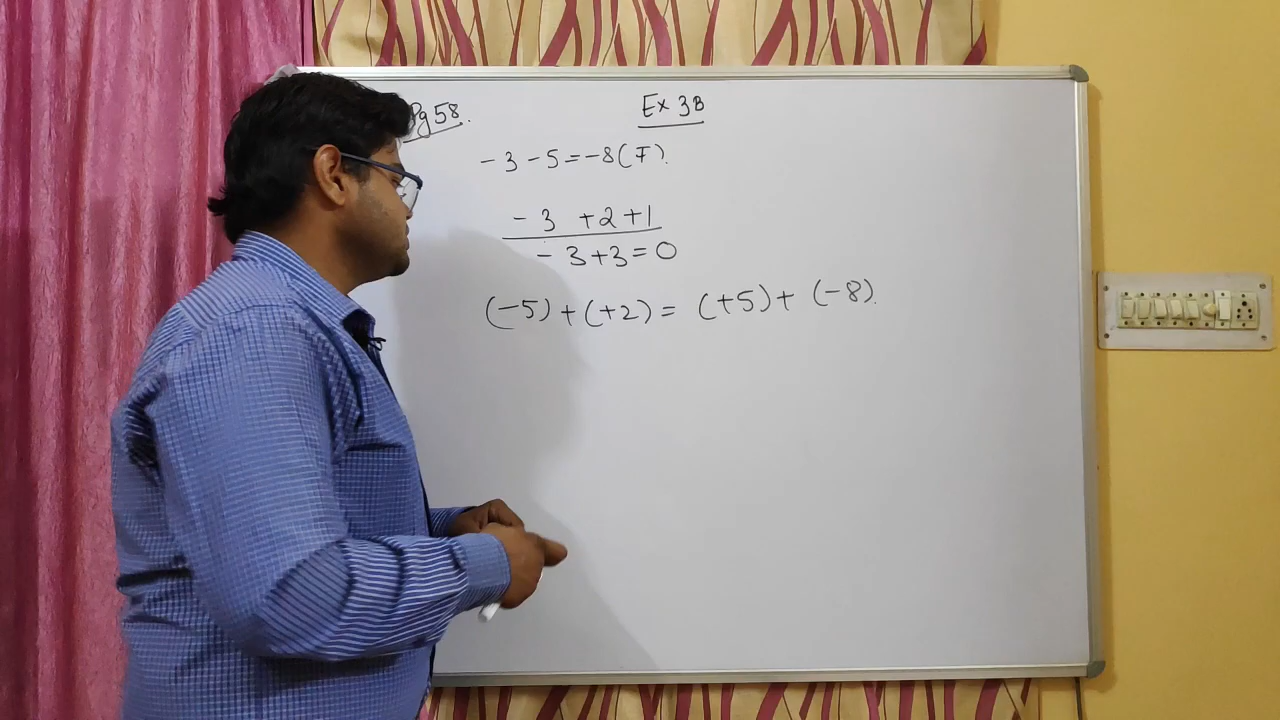 Pg 58.
Ex 3B
-3-5=-8(F).
-3 +2+1
-3+3=0
(-5)+(+2)= (+5)+ (-8).